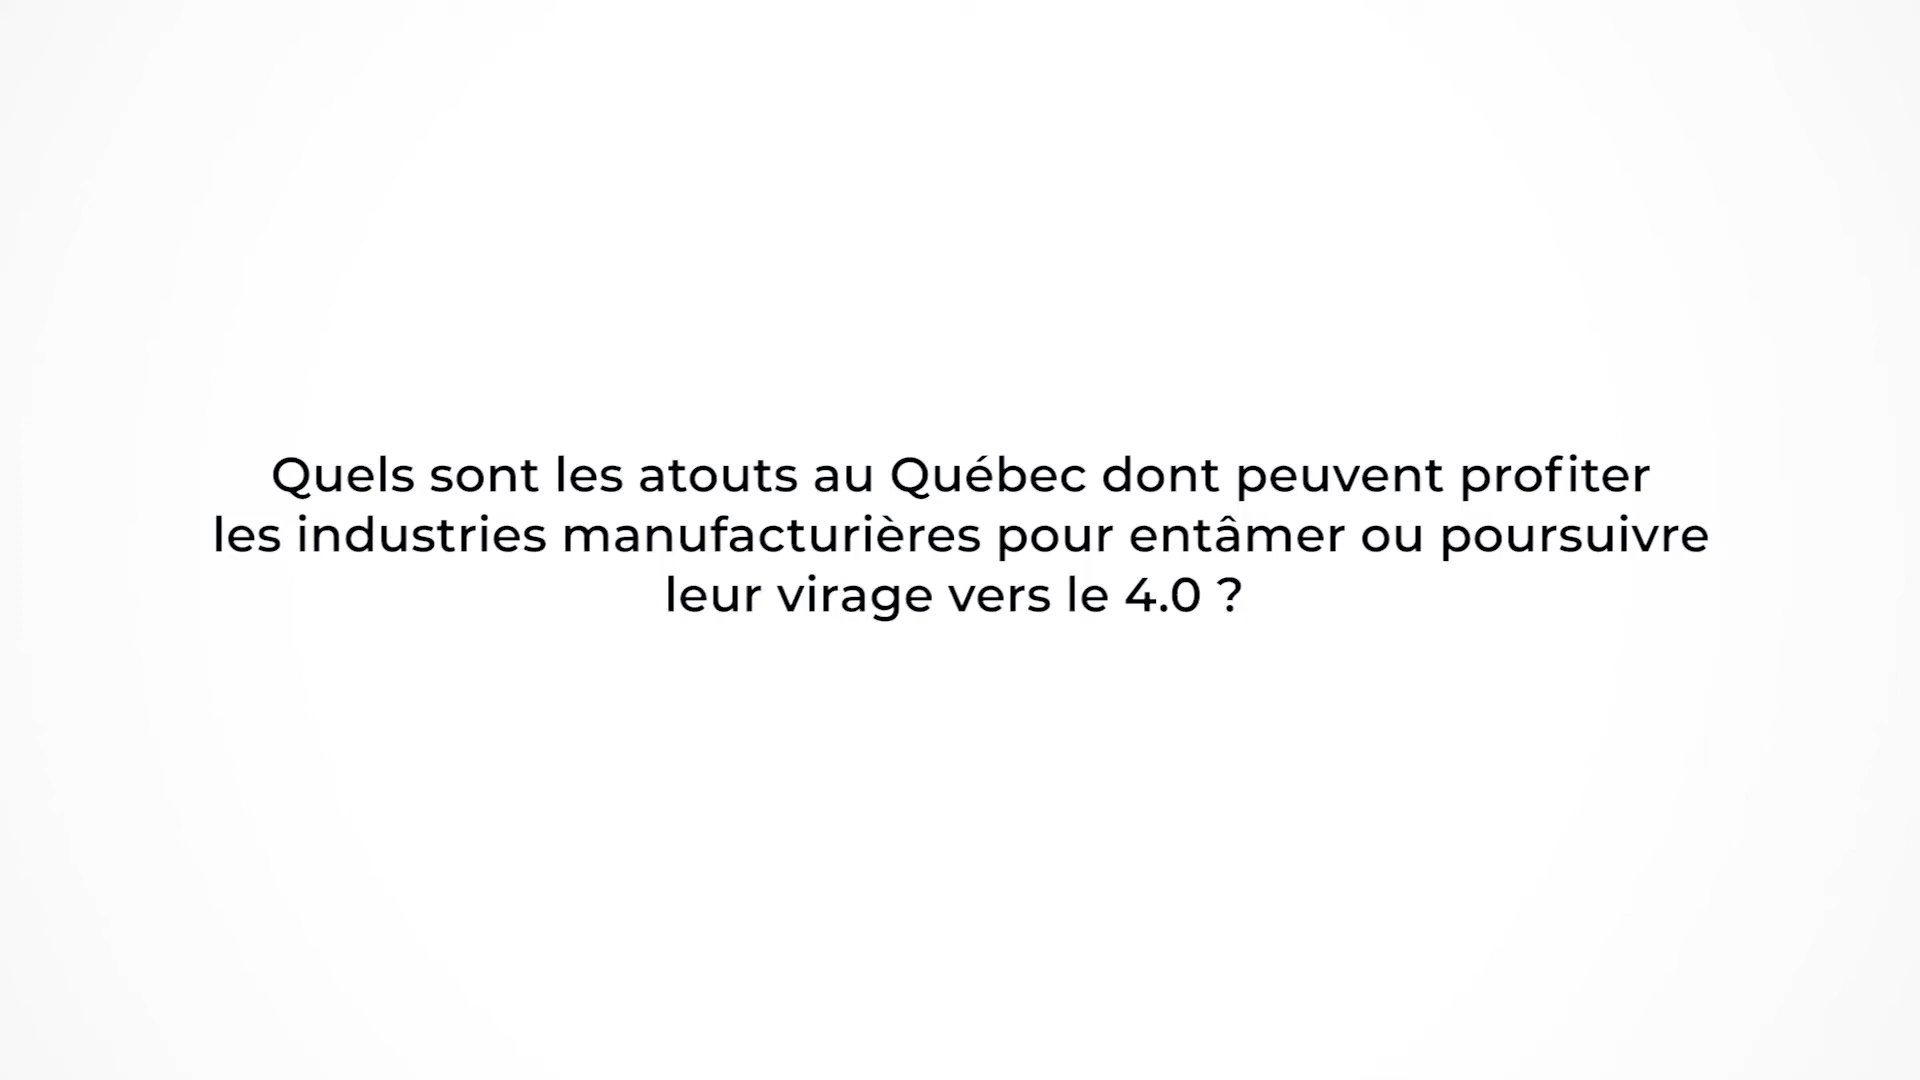 Quels sont les atouts au Québec dont peuvent profiter
les industries manufacturières pour entâmer ou poursuivre
leur virage vers le 4.0 ?